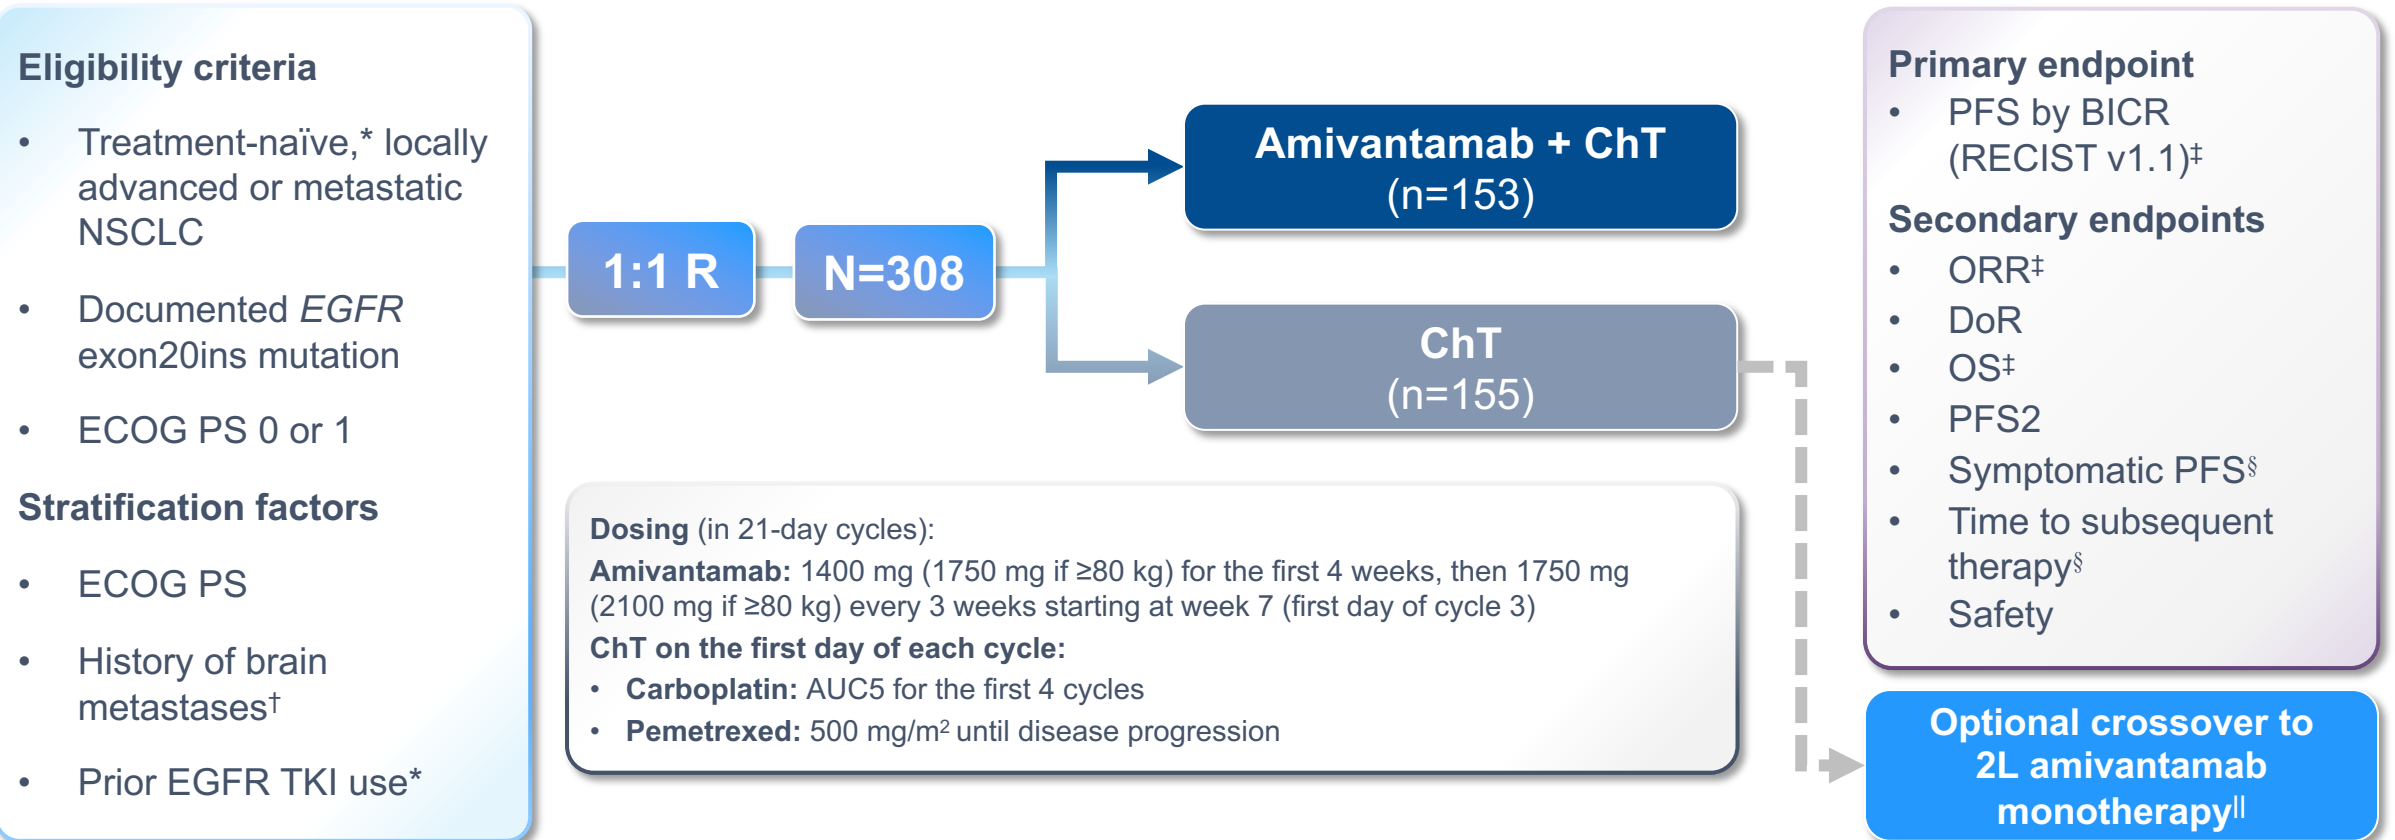 Eligibility criteria
• Treatment-naïve,* locally
advanced or metastatic
NSCLC
• Documented EGFR
exon20ins mutation
• ECOG PS 0 or 1
Stratification factors
• ECOG PS
• History of brain
metastases†
• Prior EGFR TKI use*
1:1 R
N=308
Amivantamab + ChT
(n=153)
ChT
(n=155)
Dosing (in 21-day cycles):
Amivantamab: 1400 mg (1750 mg if ≥80 kg) for the first 4 weeks, then 1750 mg
(2100 mg if ≥80 kg) every 3 weeks starting at week 7 (first day of cycle 3)
ChT on the first day of each cycle:
• Carboplatin: AUC5 for the first 4 cycles
• Pemetrexed: 500 mg/m² until disease progression
Primary endpoint
• PFS by BICR
(RECIST v1.1)‡
Secondary endpoints
• ORR‡
• DoR
• OS‡
• PFS2
• Symptomatic PFS§
• Time to subsequent
therapy§
• Safety
Optional crossover to
2L amivantamab
monotherapy||